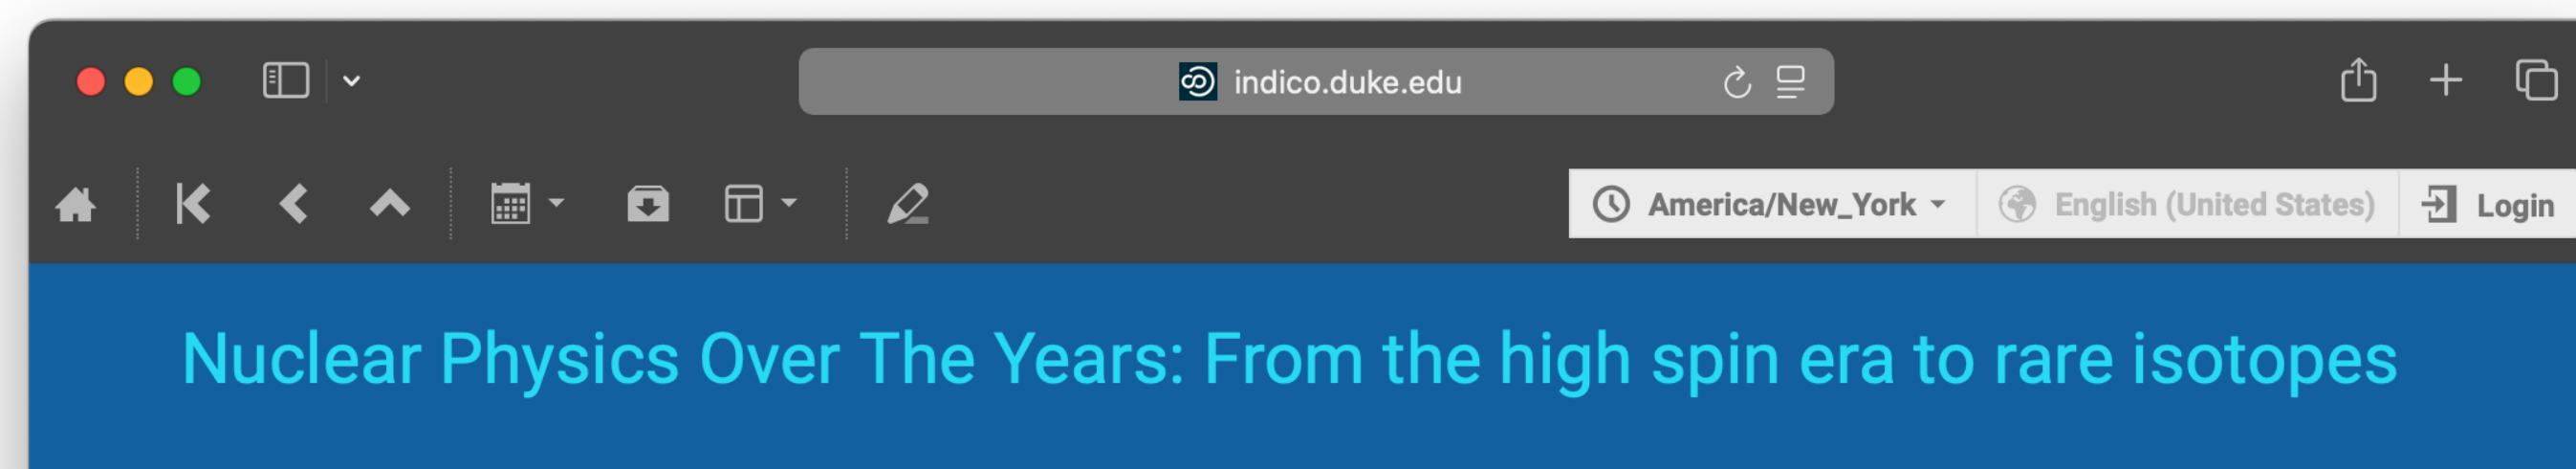 indico.duke.edu
America/New_York English (United States) Login
Nuclear Physics Over The Years: From the high spin era to rare isotopes